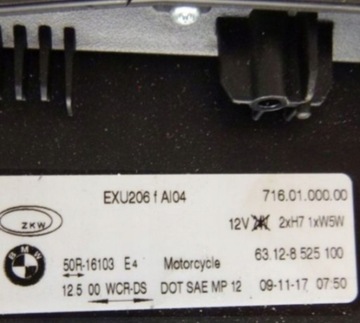 EXU206 f AI04 716.01.000.00
ZKW 12V 2xH7 1xW5W
BMW 63.12-8 525 100
50R-16103 E4 Motorcycle
12.5 00 WCR-DS DOT SAE MP 12 09-11-17 07:50